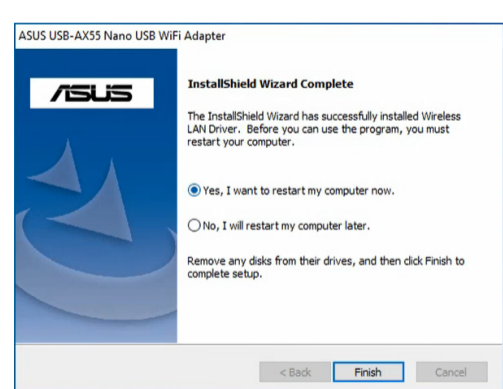 ASUS USB-AX55 Nano USB WiFi Adapter
ASUS
InstallShield Wizard Complete
The InstallShield Wizard has successfully installed Wireless
LAN Driver. Before you can use the program, you must
restart your computer.
Yes, I want to restart my computer now.
No, I will restart my computer later.
Remove any disks from their drives, and then click Finish to
complete setup.
< Back Finish Cancel